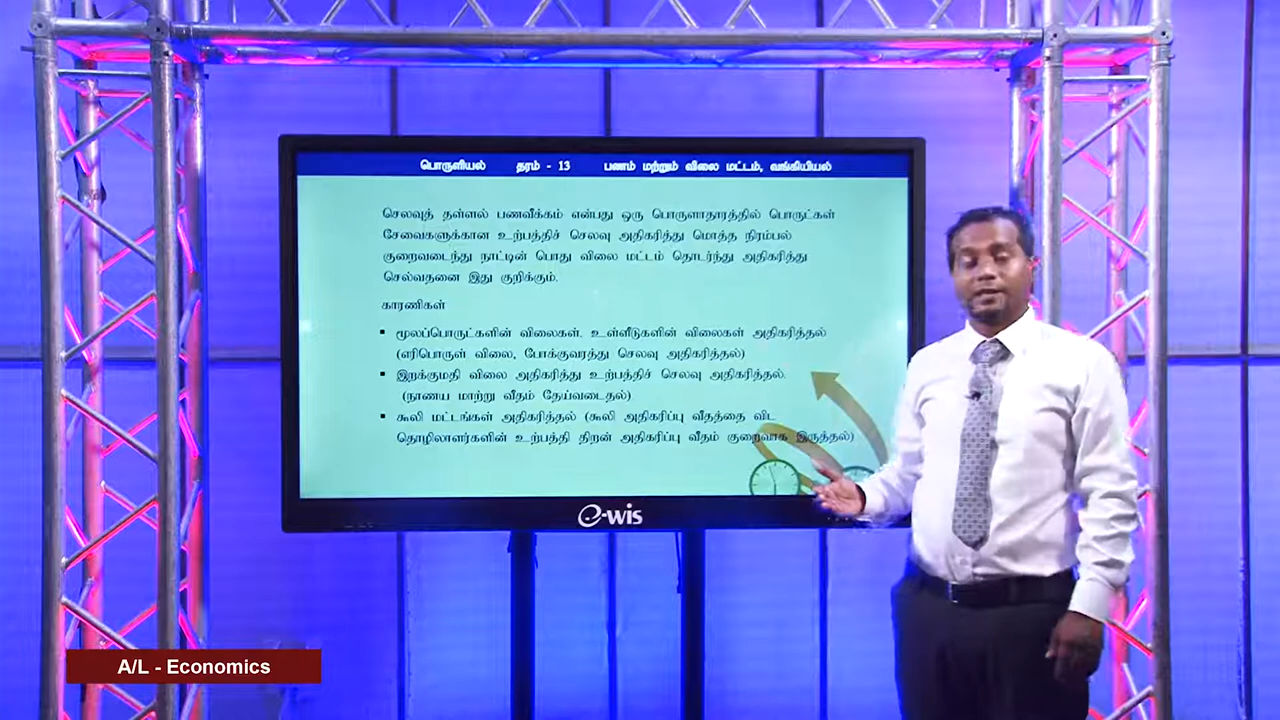 பொருளியல் தரம் - 13 பணம் மற்றும் விலை மட்டம், வங்கியியல்
செலவுத் தள்ளல் பணவீக்கம் என்பது ஒரு பொருளாதாரத்தில் பொருட்கள்
சேவைகளுக்கான உற்பத்திச் செலவு அதிகரித்து மொத்த நிரம்பல்
குறைவடைந்து நாட்டின் பொது விலை மட்டம் தொடர்ந்து அதிகரித்து
செல்வதனை இது குறிக்கும்.
காரணிகள்
▪ மூலப்பொருட்களின் விலைகள், உள்ளீடுகளின் விலைகள் அதிகரித்தல்
(எரிபொருள் விலை, போக்குவரத்து செலவு அதிகரித்தல்)
▪ இறக்குமதி விலை அதிகரித்து உற்பத்திச் செலவு அதிகரித்தல்.
(நாணய மாற்று வீதம் தேய்வடைதல்)
▪ கூலி மட்டங்கள் அதிகரித்தல் (கூலி அதிகரிப்பு வீதத்தை விட
தொழிலாளர்களின் உற்பத்தி திறன் அதிகரிப்பு வீதம் குறைவாக இருத்தல்)
e-wis
A/L - Economics